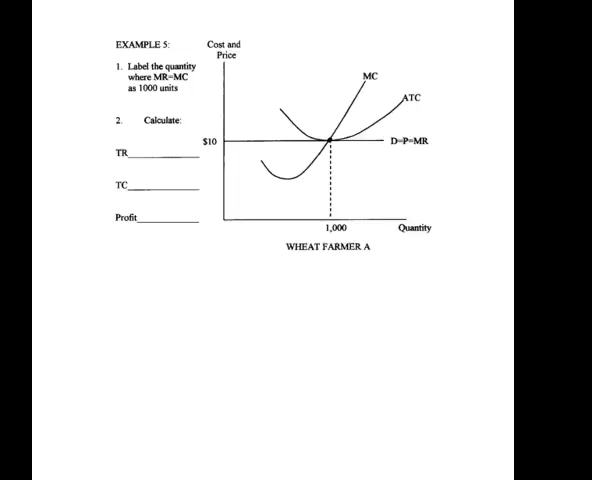 EXAMPLE 5:
Cost and
Price
1. Label the quantity
where MR=MC
as 1000 units
MC
ATC
2. Calculate:
$10
D=P=MR
TR
TC
Profit
1,000
Quantity
WHEAT FARMER A